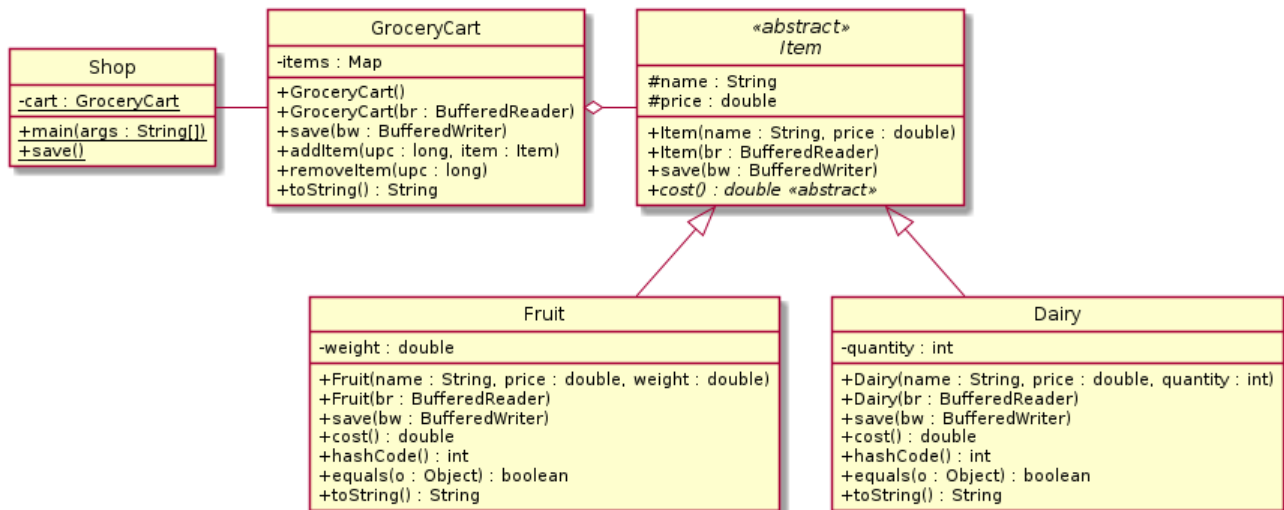 Shop
-cart : GroceryCart
+main(args : String[])
+save()
GroceryCart
-items : Map
+GroceryCart()
+GroceryCart(br : BufferedReader)
+save(bw : BufferedWriter)
+addItem(upc : long, item : Item)
+removeItem(upc : long)
+toString() : String
«abstract»
Item
#name : String
#price : double
+Item(name : String, price : double)
+Item(br : BufferedReader)
+save(bw : BufferedWriter)
+cost() : double «abstract»
Fruit
-weight : double
+Fruit(name : String, price : double, weight : double)
+Fruit(br : BufferedReader)
+save(bw : BufferedWriter)
+cost() : double
+hashCode() : int
+equals(o : Object) : boolean
+toString() : String
Dairy
-quantity : int
+Dairy(name : String, price : double, quantity : int)
+Dairy(br : BufferedReader)
+save(bw : BufferedWriter)
+cost() : double
+hashCode() : int
+equals(o : Object) : boolean
+toString() : String